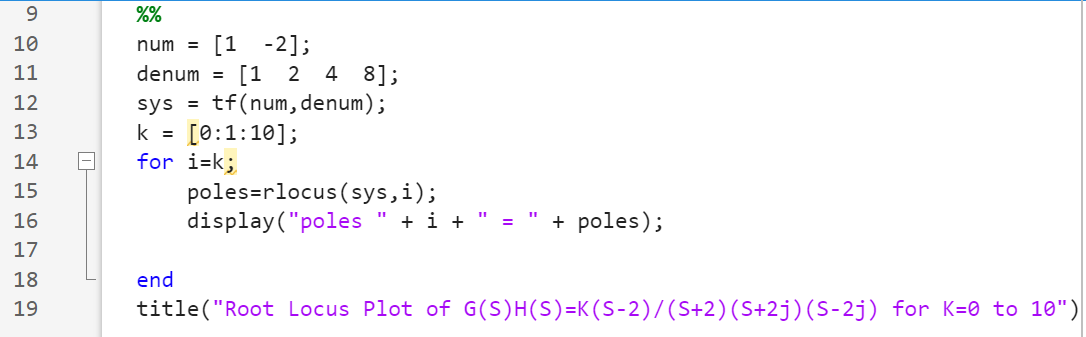 9 %%
10 num = [1  -2];
11 denum = [1  2  4  8];
12 sys = tf(num,denum);
13 k = [0:1:10];
14 for i=k;
15 poles=rlocus(sys,i);
16 display("poles " + i + " = " + poles);
17
18 end
19 title("Root Locus Plot of G(S)H(S)=K(S-2)/(S+2)(S+2j)(S-2j) for K=0 to 10")